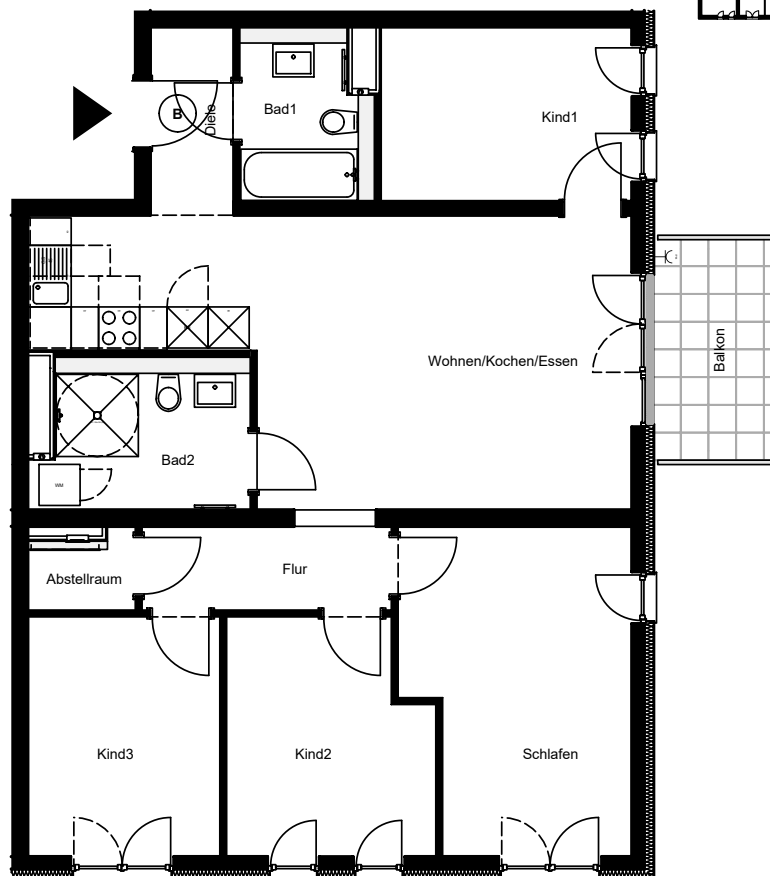 Bad1
Kind1
B
Diele
Wohnen/Kochen/Essen
Balkon
Bad2
WM
Abstellraum
Flur
Kind3
Kind2
Schlafen